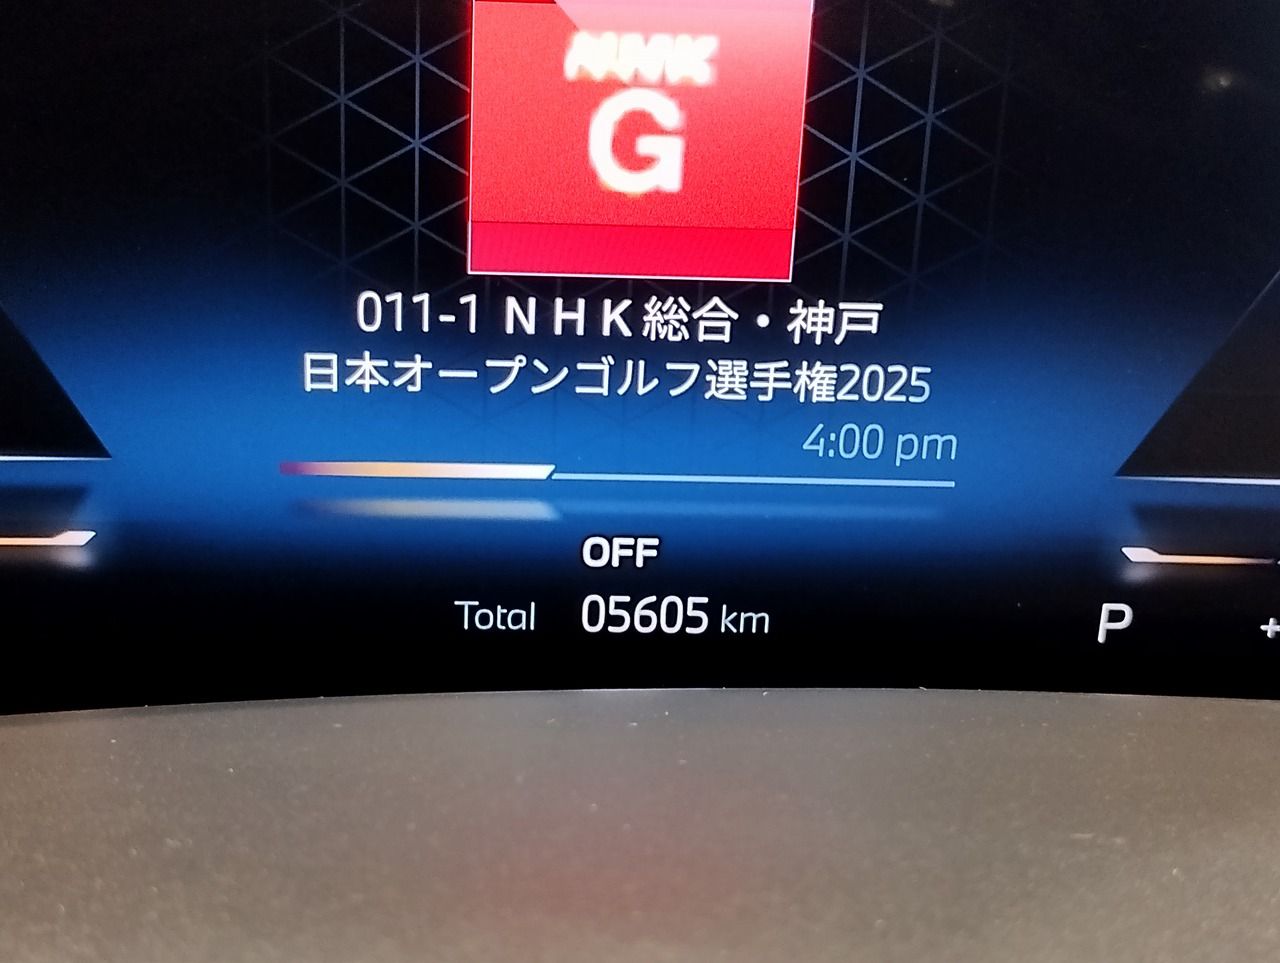 NHK
G
011-1 ＮＨＫ総合・神戸
日本オープンゴルフ選手権2025
4:00 pm
OFF
Total 05605 km
P +